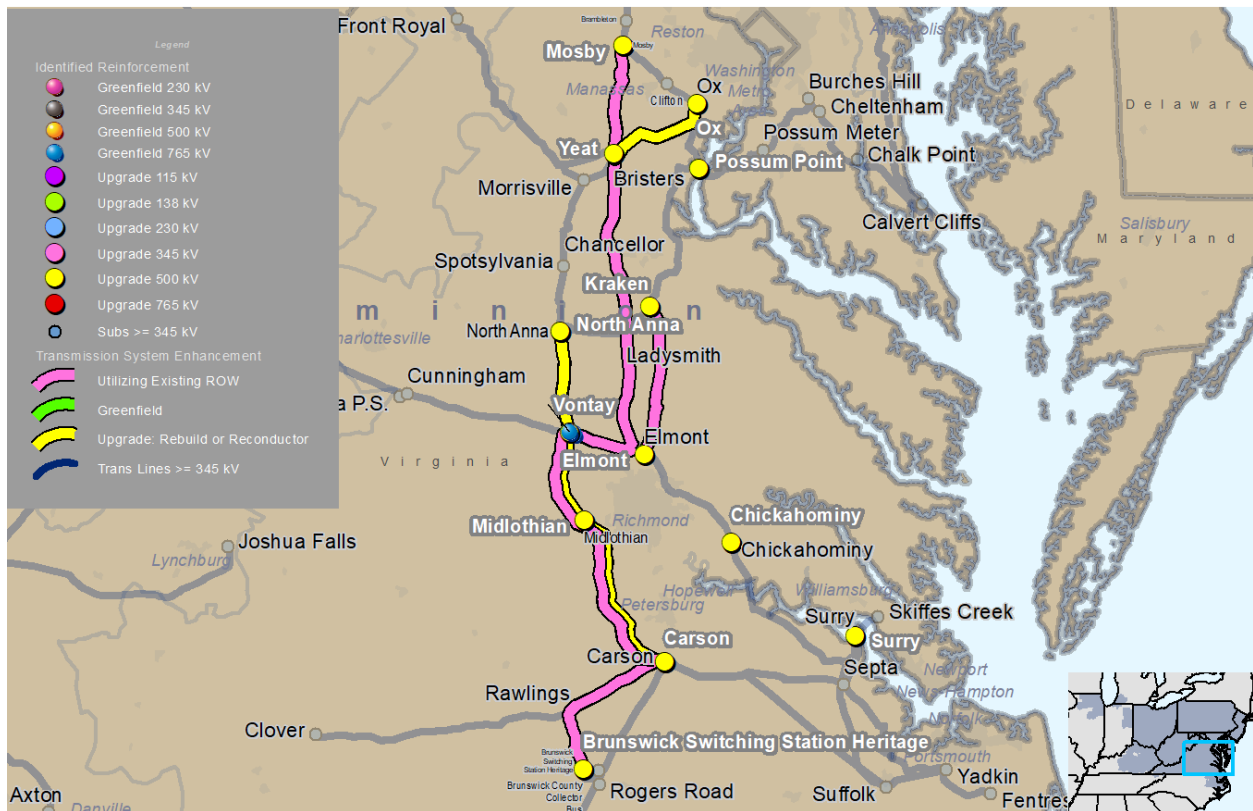 Legend
Identified Reinforcement
Greenfield 230 kV
Greenfield 345 kV
Greenfield 500 kV
Greenfield 765 kV
Upgrade 115 kV
Upgrade 138 kV
Upgrade 230 kV
Upgrade 345 kV
Upgrade 500 kV
Upgrade 765 kV
Subs >= 345 kV
Transmission System Enhancement
Utilizing Existing ROW
Greenfield
Upgrade: Rebuild or Reconductor
Trans Lines >= 345 kV
Front Royal
Brambleton
Reston
Mosby
Mosby
Manassas
Washington
Metro
Clifton
Ox
Ox
Burches Hill
Cheltenham
Delaware
Possum Meter
Yeat
Possum Point
Chalk Point
Morrisville
Bristers
Calvert Cliffs
Salisbury
Maryland
Chancellor
Spotsylvania
Kraken
m i n i n
North Anna
North Anna
harlottesville
Ladysmith
Cunningham
a P.S.
Vontay
Elmont
Virginia
Elmont
Midlothian
Richmond
Midlothian
Chickahominy
Chickahominy
Joshua Falls
Lynchburg
Hopewell
Williamsburg
Petersburg
Skiffes Creek
Surry
Surry
Carson
Carson
Septa
Newport
News-Hampton
Norfolk
Rawlings
Clover
Brunswick Switching Station Heritage
Portsmouth
Brunswick
Switching
Station Heritage
Brunswick County
Collector
Bus
Rogers Road
Yadkin
Suffolk
Fentres
Axton
Danville